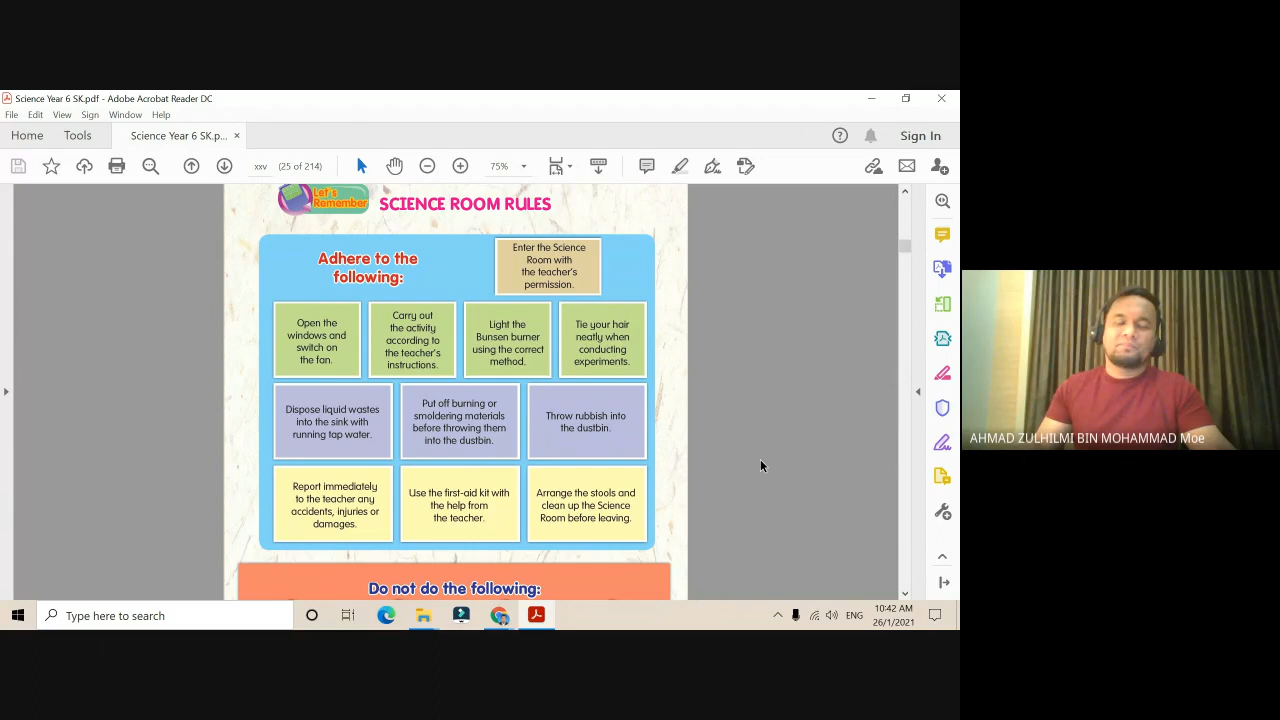 Science Year 6 SK.pdf - Adobe Acrobat Reader DC
File Edit View Sign Window Help
Home Tools Science Year 6 SK.p... × Sign In
xxv (25 of 214) 75%
Let's
Remember
SCIENCE ROOM RULES
Adhere to the
following:
Enter the Science
Room with
the teacher's
permission.
Open the
windows and
switch on
the fan.
Carry out
the activity
according to
the teacher's
instructions.
Light the
Bunsen burner
using the correct
method.
Tie your hair
neatly when
conducting
experiments.
Dispose liquid wastes
into the sink with
running tap water.
Put off burning or
smoldering materials
before throwing them
into the dustbin.
Throw rubbish into
the dustbin.
Report immediately
to the teacher any
accidents, injuries or
damages.
Use the first-aid kit with
the help from
the teacher.
Arrange the stools and
clean up the Science
Room before leaving.
Do not do the following:
AHMAD ZULHILMI BIN MOHAMMAD Moe
Type here to search
ENG
10:42 AM
26/1/2021